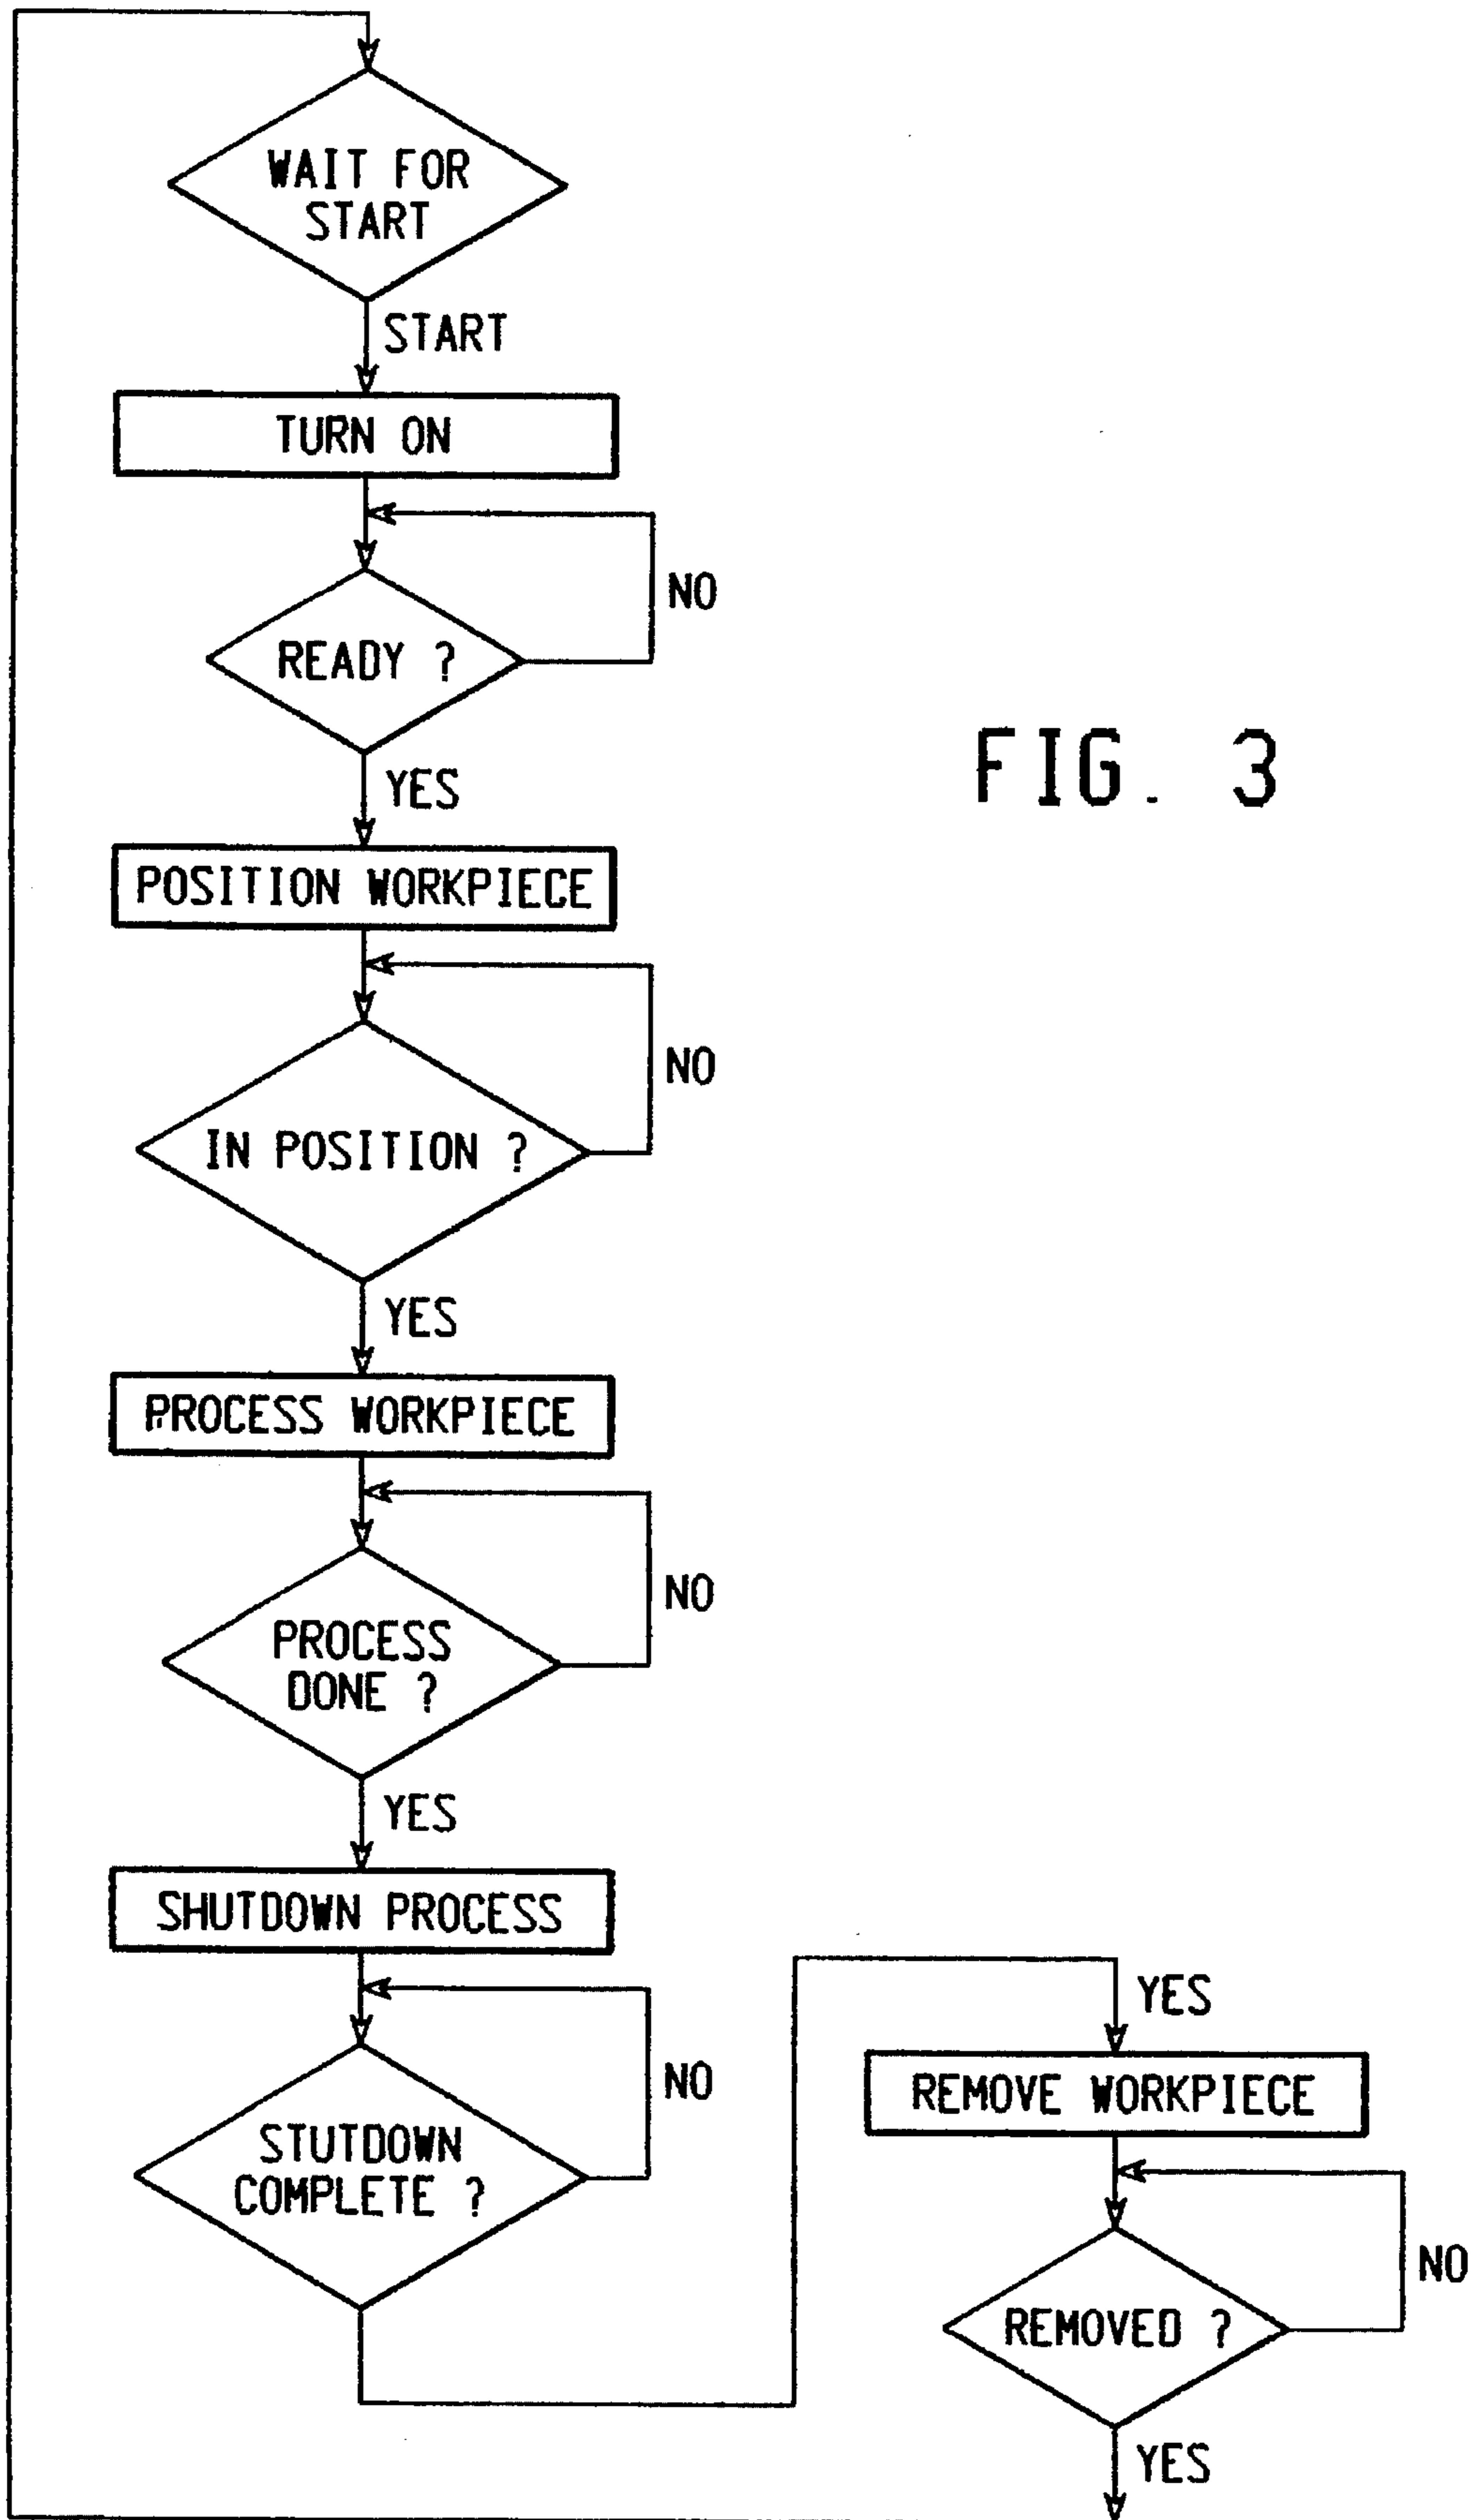 WAIT FOR
START
START
TURN ON
NO
READY ?
YES
FIG. 3
POSITION WORKPIECE
NO
IN POSITION ?
YES
PROCESS WORKPIECE
NO
PROCESS
DONE ?
YES
SHUTDOWN PROCESS
NO
STUTDOWN
COMPLETE ?
YES
REMOVE WORKPIECE
NO
REMOVED ?
YES